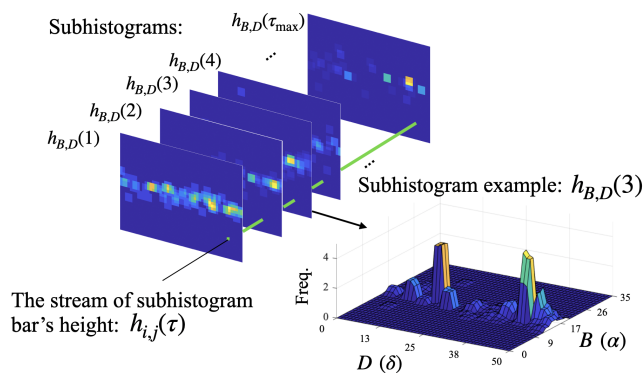 Subhistograms:
h_{B,D}(τ_max)
...
h_{B,D}(4)
h_{B,D}(3)
h_{B,D}(2)
h_{B,D}(1)
...
Subhistogram example: h_{B,D}(3)
The stream of subhistogram
bar's height: h_{i,j}(τ)
Freq.
4
2
0
0
13
25
38
50
D (δ)
0
9
17
26
35
B (α)